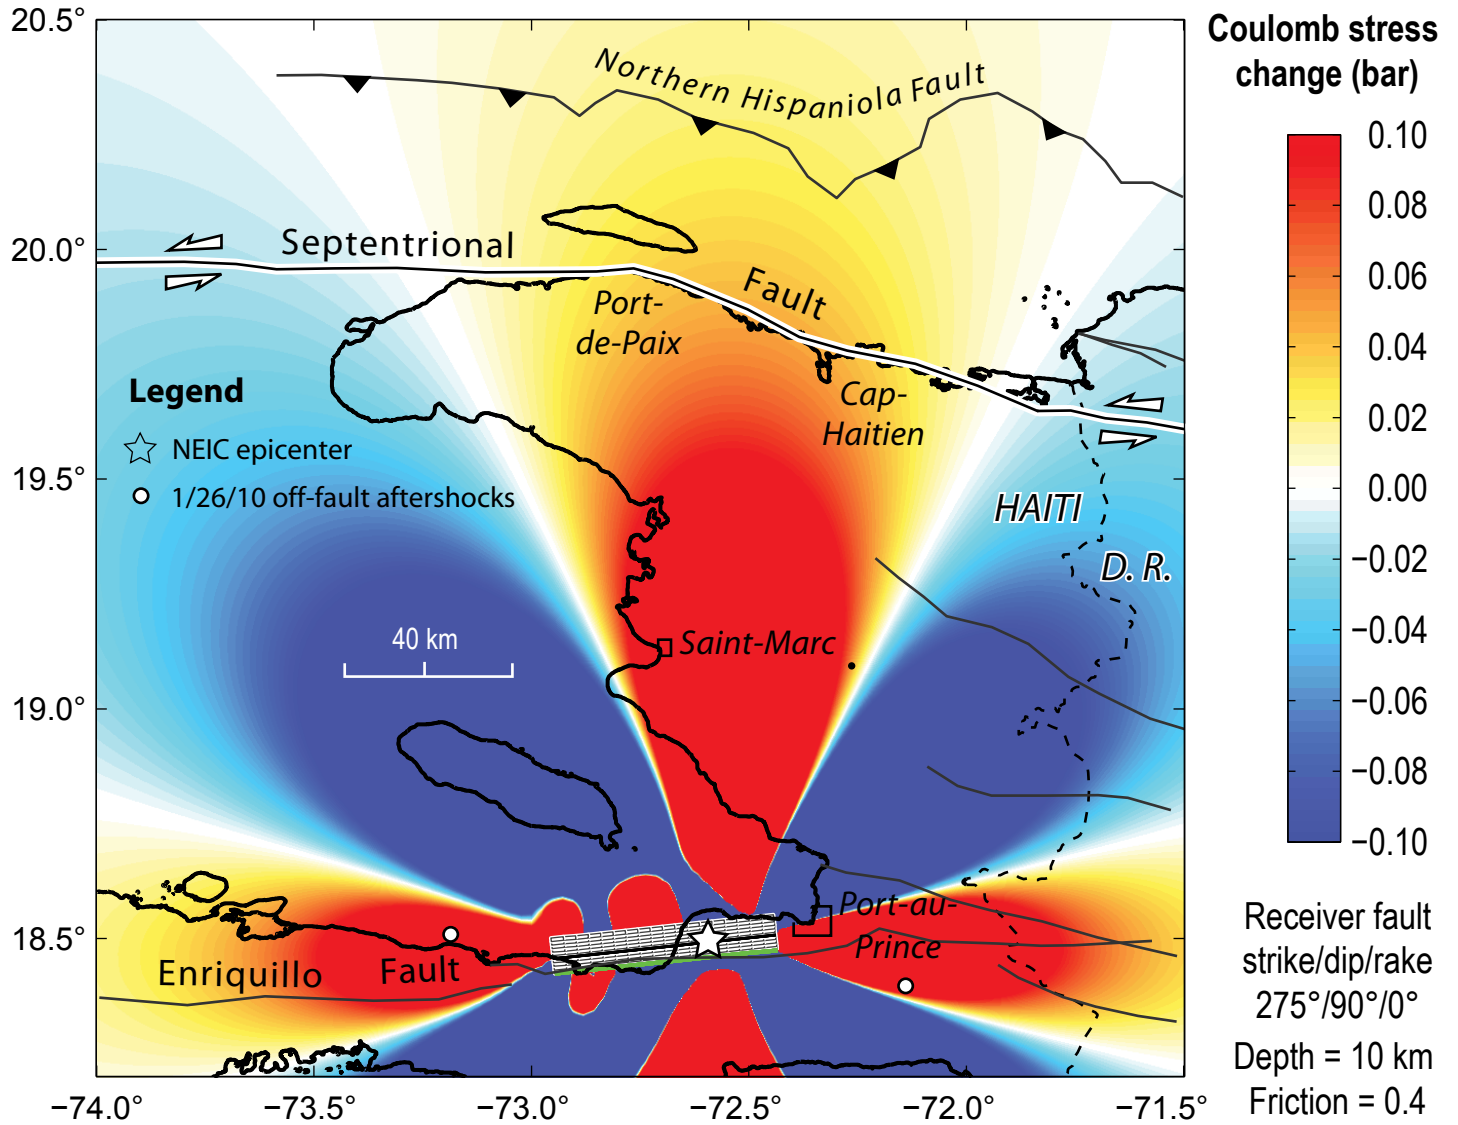 20.5°
20.0°
19.5°
19.0°
18.5°
−74.0°
−73.5°
−73.0°
−72.5°
−72.0°
−71.5°
Northern Hispaniola Fault
Septentrional
Fault
Port-
de-Paix
Cap-
Haitien
Legend
NEIC epicenter
1/26/10 off-fault aftershocks
HAITI
D. R.
40 km
Saint-Marc
Port-au-
Prince
Enriquillo
Fault
Coulomb stress
change (bar)
0.10
0.08
0.06
0.04
0.02
0.00
−0.02
−0.04
−0.06
−0.08
−0.10
Receiver fault
strike/dip/rake
275°/90°/0°
Depth = 10 km
Friction = 0.4